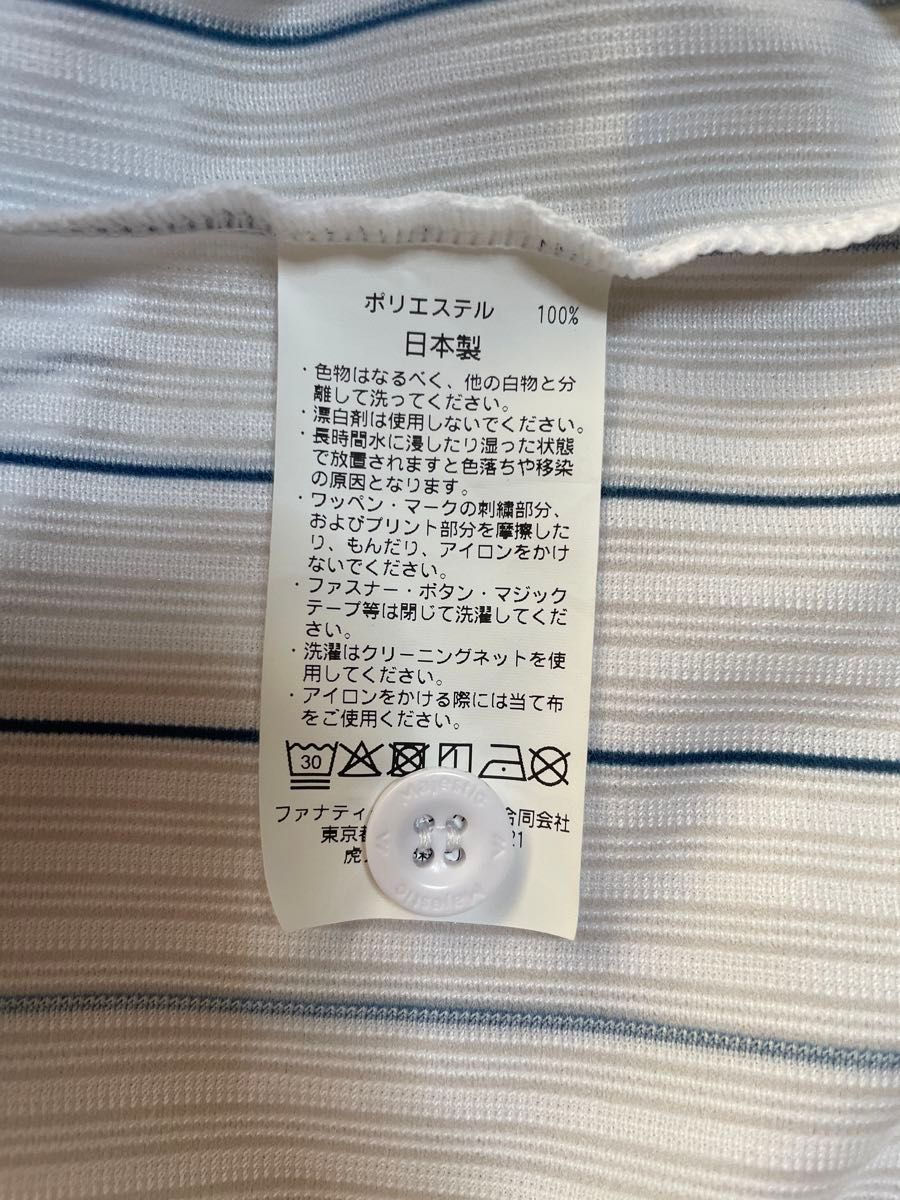 ポリエステル 100%
日本製
・色物はなるべく、他の白物と分
離して洗ってください。
・漂白剤は使用しないでください。
・長時間水に浸したり湿った状態
で放置されますと色落ちや移染
の原因となります。
・ワッペン・マークの刺繍部分、
およびプリント部分を摩擦した
り、もんだり、アイロンをかけ
ないでください。
・ファスナー・ボタン・マジック
テープ等は閉じて洗濯してくだ
さい。
・洗濯はクリーニングネットを使
用してください。
・アイロンをかける際には当て布
をご使用ください。
30
Majestic
ファナティ 合同会社
東京都 21
虎
Majestic